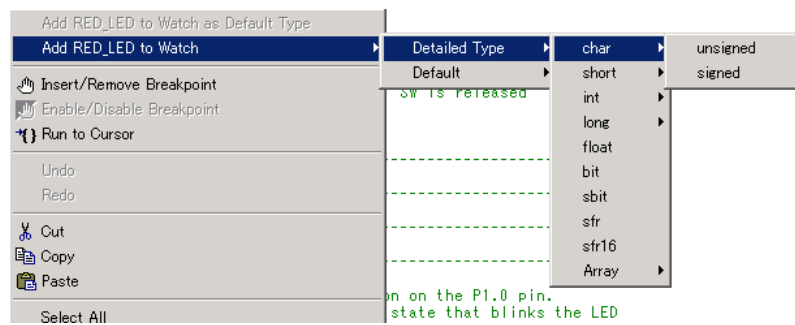 Add RED_LED to Watch as Default Type
Add RED_LED to Watch
Insert/Remove Breakpoint
Enable/Disable Breakpoint
Run to Cursor
Undo
Redo
Cut
Copy
Paste
Select All
Detailed Type
Default
SW is released
char
short
int
long
float
bit
sbit
sfr
sfr16
Array
unsigned
signed
on on the P1.0 pin.
state that blinks the LED